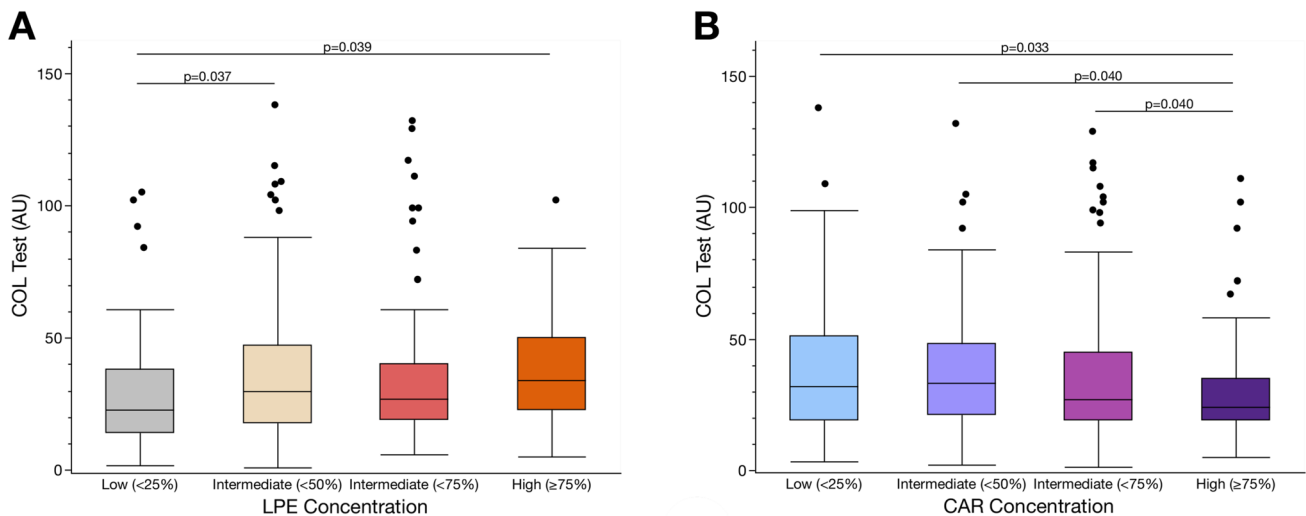 A
p=0.039
p=0.037
150
100
50
0
COL Test (AU)
Low (<25%) Intermediate (<50%) Intermediate (<75%) High (≥75%)
LPE Concentration
B
p=0.033
p=0.040
p=0.040
150
100
50
0
COL Test (AU)
Low (<25%) Intermediate (<50%) Intermediate (<75%) High (≥75%)
CAR Concentration